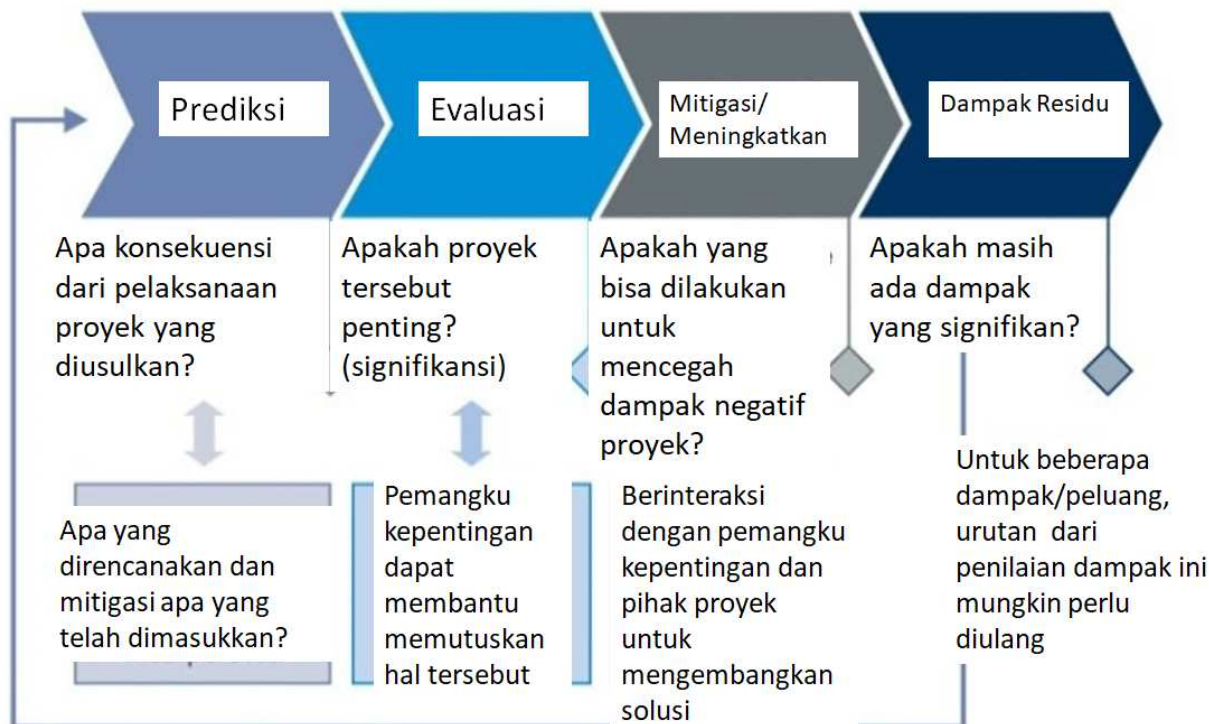 Prediksi
Evaluasi
Mitigasi/
Meningkatkan
Dampak Residu
Apa konsekuensi
dari pelaksanaan
proyek yang
diusulkan?
Apakah proyek
tersebut
penting?
(signifikansi)
Apakah yang
bisa dilakukan
untuk
mencegah
dampak negatif
proyek?
Apakah masih
ada dampak
yang signifikan?
Apa yang
direncanakan dan
mitigasi apa yang
telah dimasukkan?
Pemangku
kepentingan
dapat
membantu
memutuskan
hal tersebut
Berinteraksi
dengan pemangku
kepentingan dan
pihak proyek
untuk
mengembangkan
solusi
Untuk beberapa
dampak/peluang,
urutan dari
penilaian dampak ini
mungkin perlu
diulang